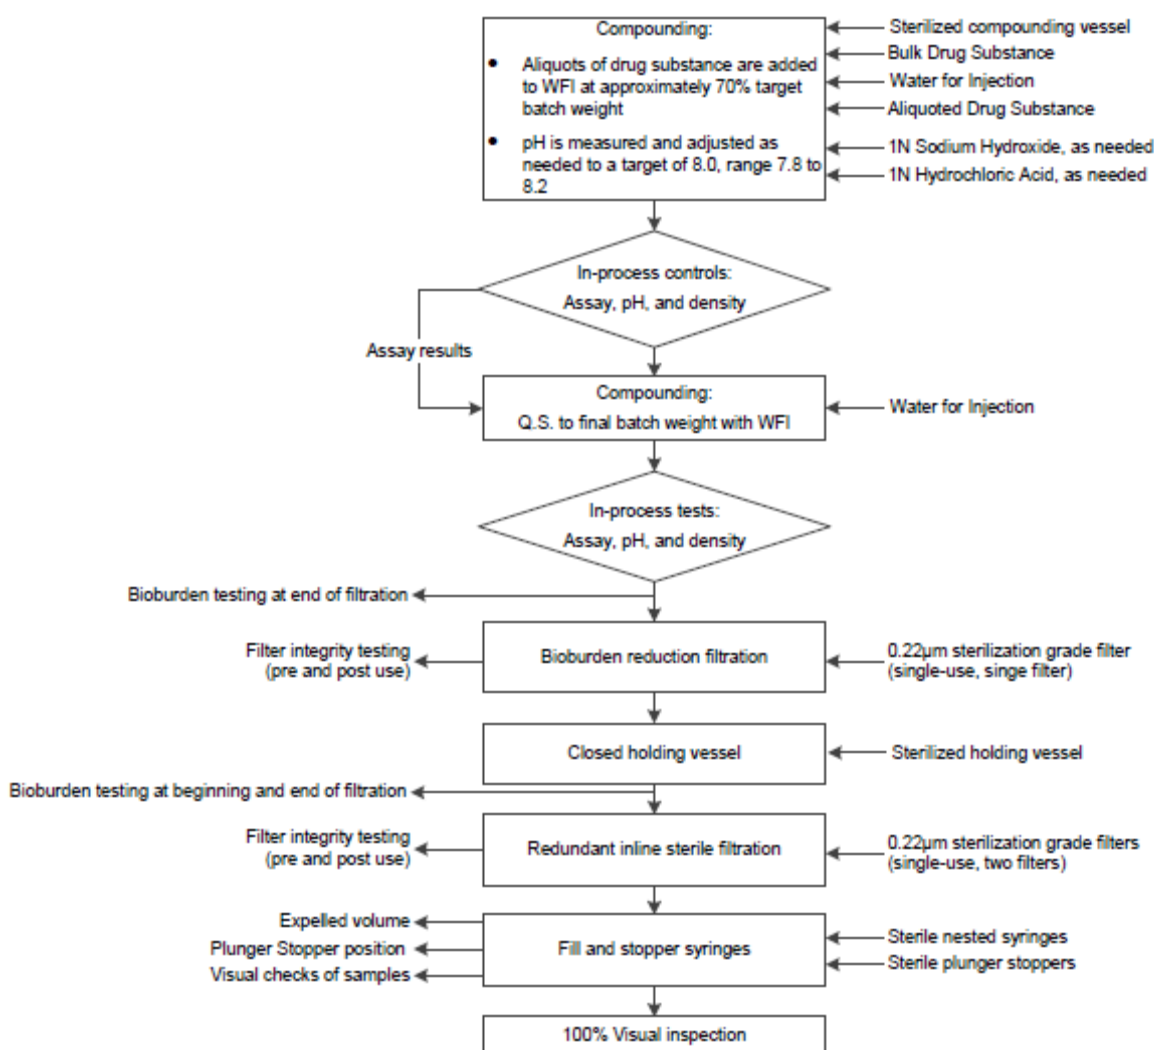 Compounding:
• Aliquots of drug substance are added
to WFI at approximately 70% target
batch weight
• pH is measured and adjusted as
needed to a target of 8.0, range 7.8 to
8.2
Sterilized compounding vessel
Bulk Drug Substance
Water for Injection
Aliquoted Drug Substance
1N Sodium Hydroxide, as needed
1N Hydrochloric Acid, as needed
In-process controls:
Assay, pH, and density
Assay results
Compounding:
Q.S. to final batch weight with WFI
Water for Injection
In-process tests:
Assay, pH, and density
Bioburden testing at end of filtration
Filter integrity testing
(pre and post use)
Bioburden reduction filtration
0.22µm sterilization grade filter
(single-use, singe filter)
Closed holding vessel
Sterilized holding vessel
Bioburden testing at beginning and end of filtration
Filter integrity testing
(pre and post use)
Redundant inline sterile filtration
0.22µm sterilization grade filters
(single-use, two filters)
Expelled volume
Plunger Stopper position
Visual checks of samples
Fill and stopper syringes
Sterile nested syringes
Sterile plunger stoppers
100% Visual inspection